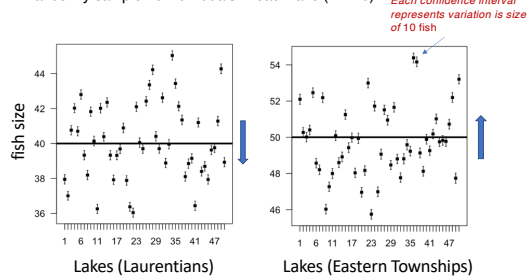 Each confidence interval
represents variation is size
of 10 fish
fish size
44
42
40
38
36
1 6 11 17 23 29 35 41 47
Lakes (Laurentians)
54
52
50
48
46
1 6 11 17 23 29 35 41 47
Lakes (Eastern Townships)